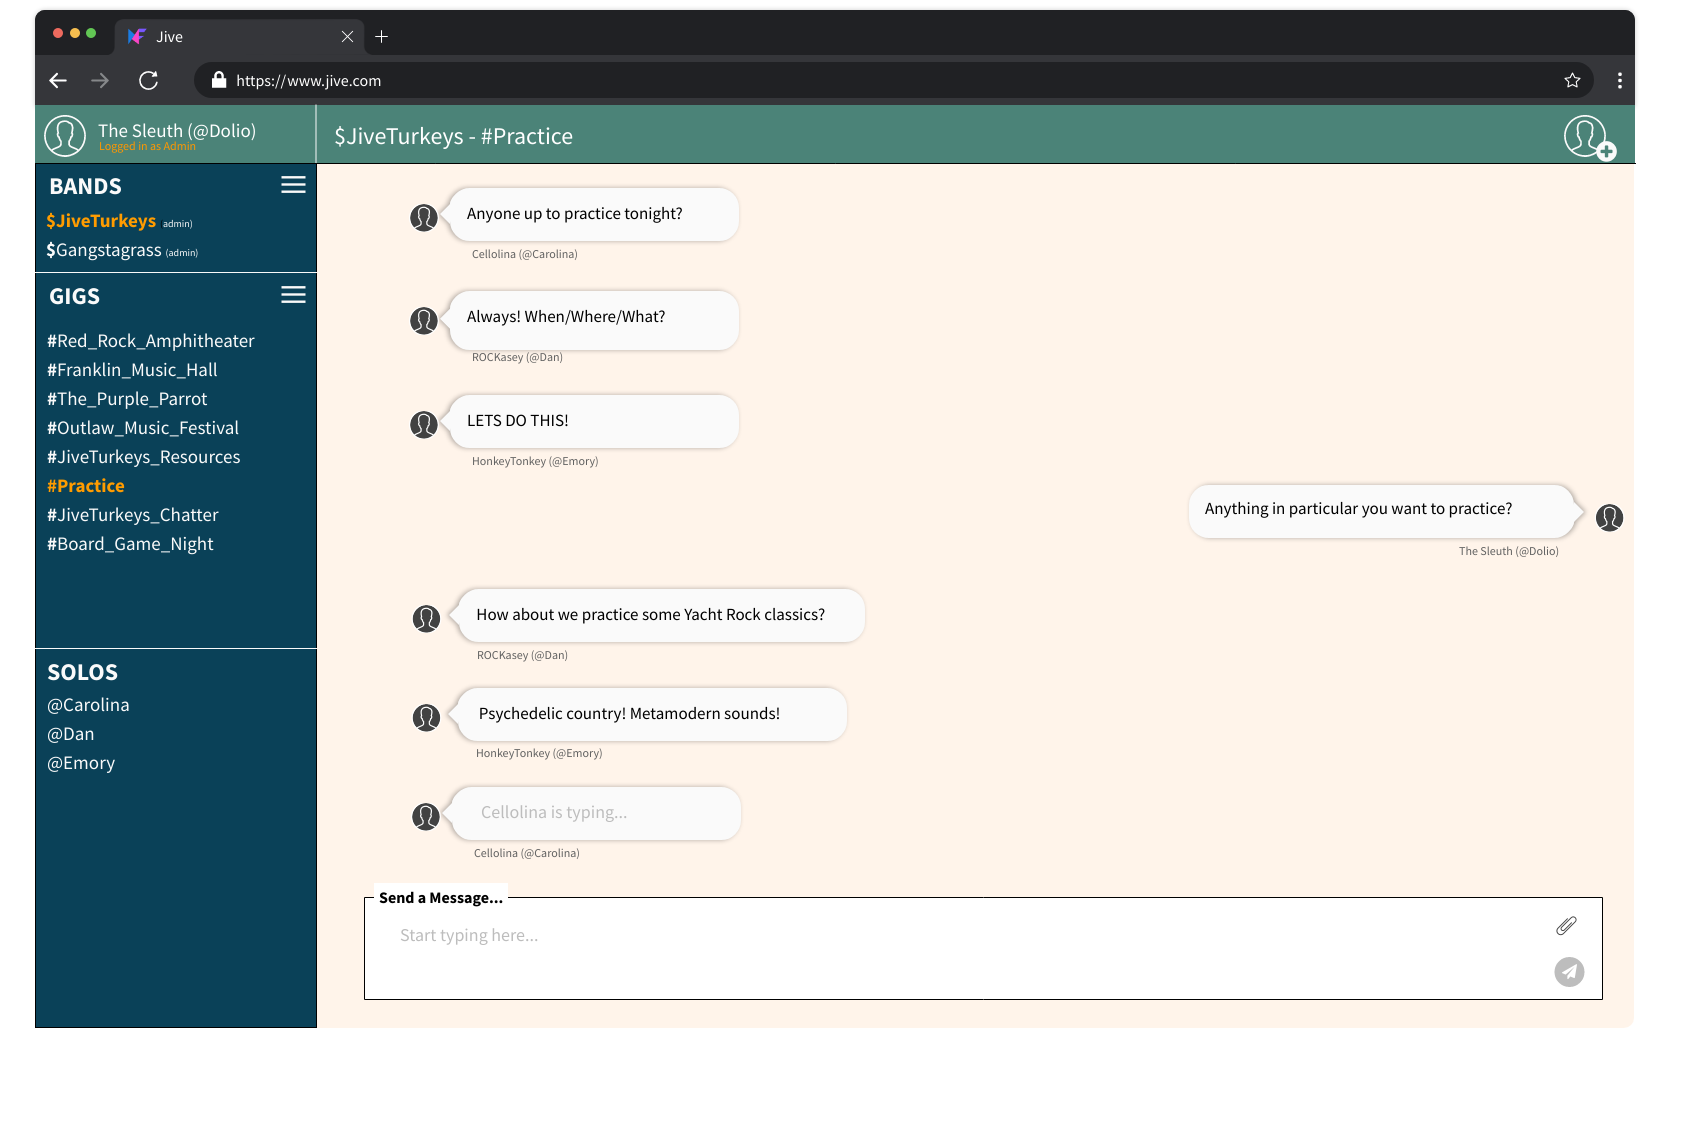 Jive
https://www.jive.com
The Sleuth (@Dolio)
Logged in as Admin
$JiveTurkeys - #Practice
BANDS
$JiveTurkeys admin)
$Gangstagrass (admin)
GIGS
#Red_Rock_Amphitheater
#Franklin_Music_Hall
#The_Purple_Parrot
#Outlaw_Music_Festival
#JiveTurkeys_Resources
#Practice
#JiveTurkeys_Chatter
#Board_Game_Night
SOLOS
@Carolina
@Dan
@Emory
Anyone up to practice tonight?
Cellolina (@Carolina)
Always! When/Where/What?
ROCKasey (@Dan)
LETS DO THIS!
HonkeyTonkey (@Emory)
Anything in particular you want to practice?
The Sleuth (@Dolio)
How about we practice some Yacht Rock classics?
ROCKasey (@Dan)
Psychedelic country! Metamodern sounds!
HonkeyTonkey (@Emory)
Cellolina is typing...
Cellolina (@Carolina)
Send a Message...
Start typing here...